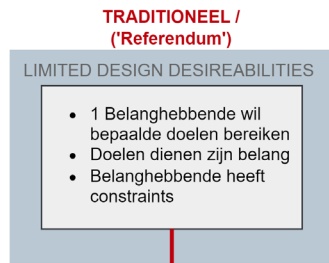 TRADITIONEEL /
('Referendum')
LIMITED DESIGN DESIREABILITIES
• 1 Belanghebbende wil
bepaalde doelen bereiken
• Doelen dienen zijn belang
• Belanghebbende heeft
constraints